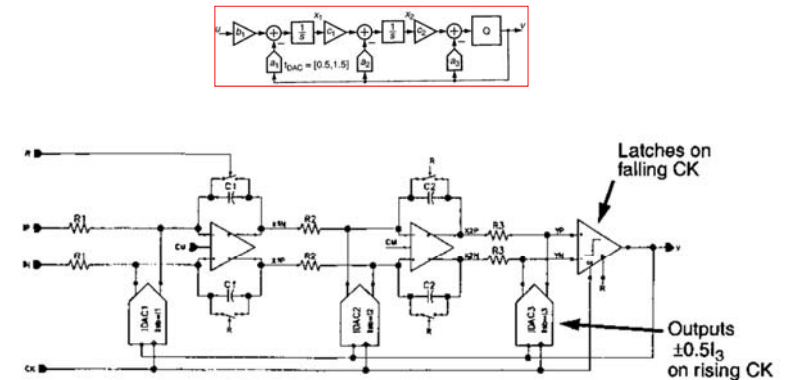 x₁ x₂
u b₁ 1/s c₁ 1/s c₂ Q v
a₁ t_DAC = [0.5,1.5] a₂ a₃
Latches on
falling CK
R
R
C1 C2
R1 X1N R2 X2P R3 YP
CM CM V
R1 X1P R2 X2N R3 YN
C1 C2 R
R R
IDAC1 IDAC2 IDAC3
Outputs
±0.5I₃
on rising CK
CK